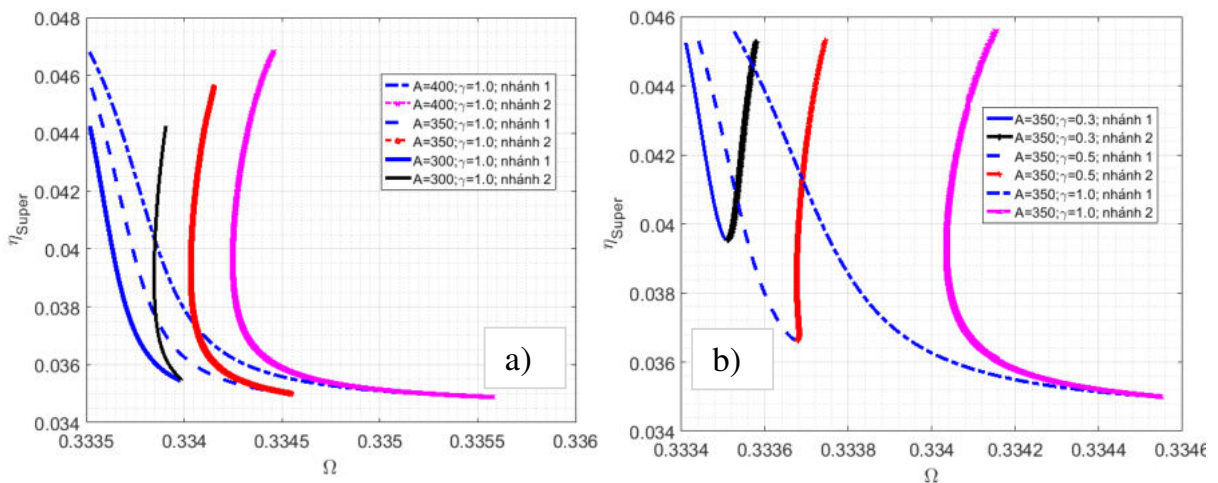 0.048
0.046
0.044
0.042
0.04
0.038
0.036
0.034
η_Super
0.3335
0.334
0.3345
0.335
0.3355
0.336
Ω
A=400;γ=1.0; nhánh 1
A=400;γ=1.0; nhánh 2
A=350;γ=1.0; nhánh 1
A=350;γ=1.0; nhánh 2
A=300;γ=1.0; nhánh 1
A=300;γ=1.0; nhánh 2
a)
0.046
0.044
0.042
0.04
0.038
0.036
0.034
η_Super
0.3334
0.3336
0.3338
0.334
0.3342
0.3344
0.3346
Ω
A=350;γ=0.3; nhánh 1
A=350;γ=0.3; nhánh 2
A=350;γ=0.5; nhánh 1
A=350;γ=0.5; nhánh 2
A=350;γ=1.0; nhánh 1
A=350;γ=1.0; nhánh 2
b)